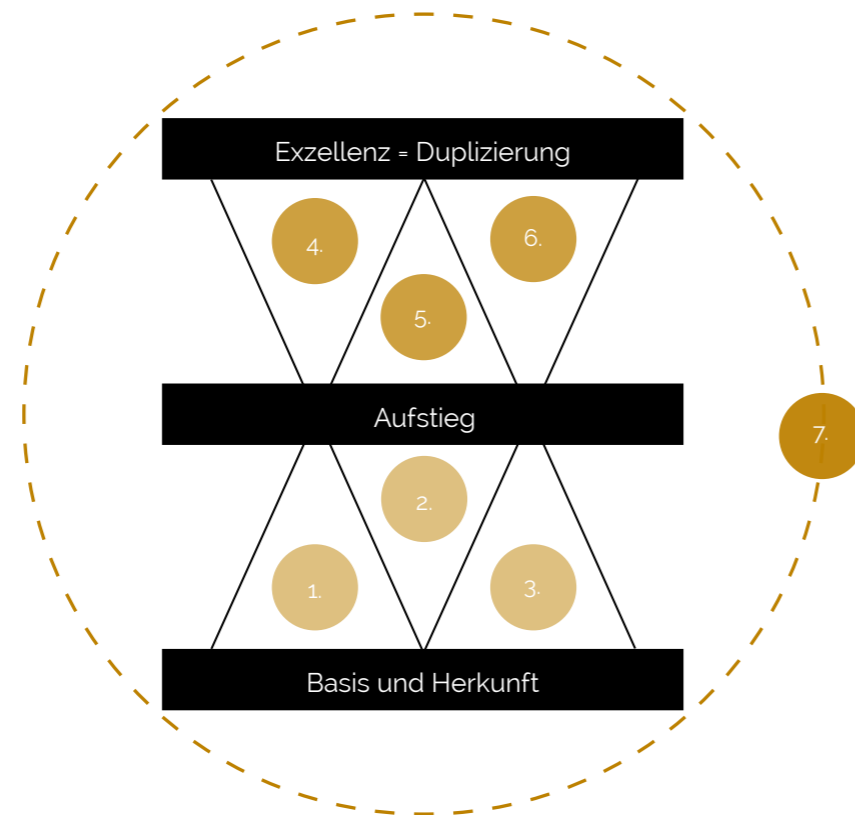 Exzellenz = Duplizierung
4.
6.
5.
Aufstieg
7.
2.
1.
3.
Basis und Herkunft